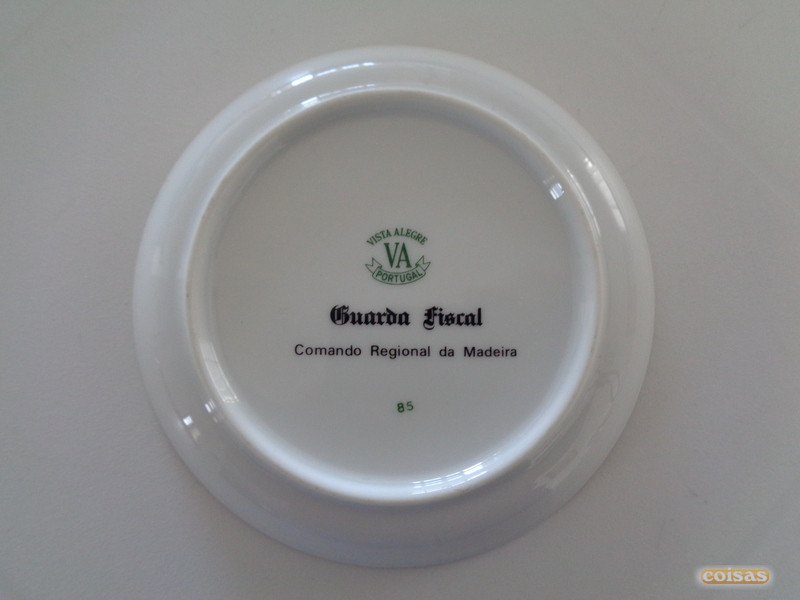 VISTA ALEGRE
VA
PORTUGAL
Guarda Fiscal
Comando Regional da Madeira
85
coisas